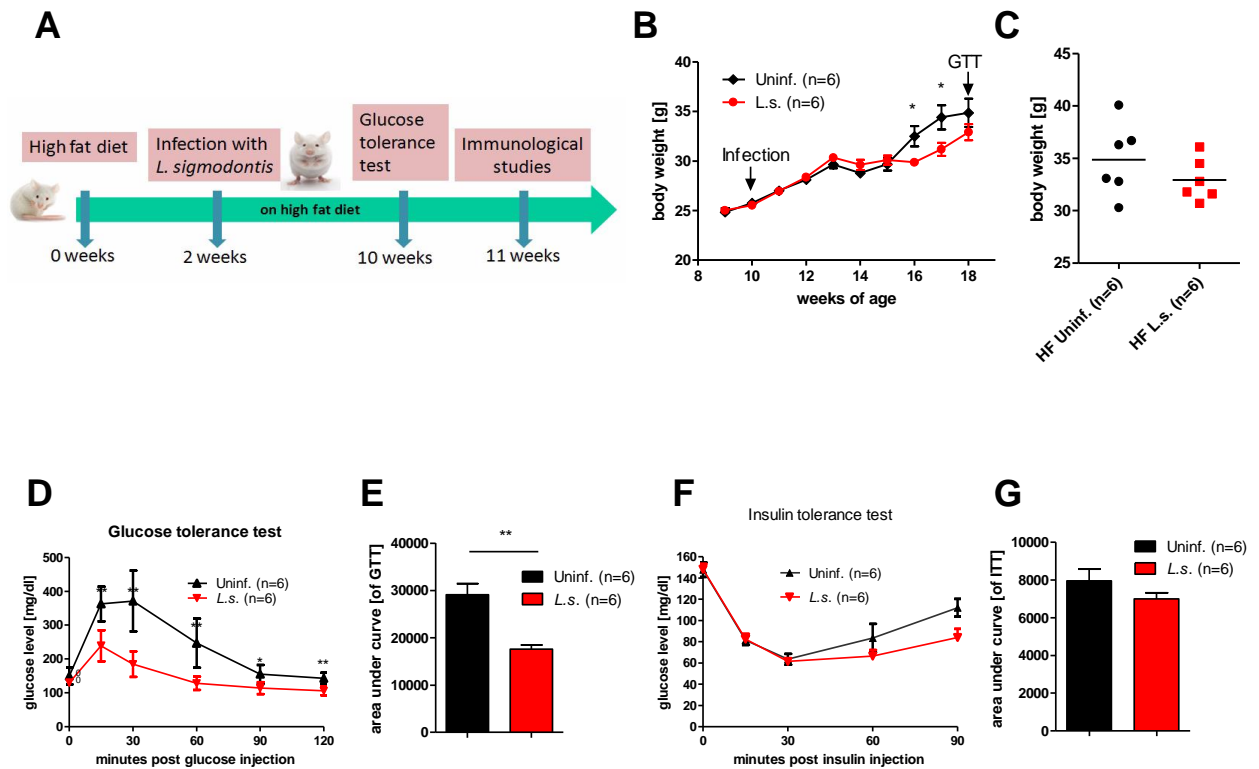 A
High fat diet
Infection with
L. sigmodontis
Glucose
tolerance
test
Immunological
studies
on high fat diet
0 weeks
2 weeks
10 weeks
11 weeks
B
Uninf. (n=6)
L.s. (n=6)
GTT
*
*
Infection
body weight [g]
40
35
30
25
20
8
10
12
14
16
18
weeks of age
C
body weight [g]
45
40
35
30
25
HF Uninf. (n=6)
HF L.s. (n=6)
D
Glucose tolerance test
glucose level [mg/dl]
500
400
300
200
100
0
Uninf. (n=6)
L.s. (n=6)
**
**
**
*
**
0
0
0
30
60
90
120
minutes post glucose injection
E
area under curve [of GTT]
40000
30000
20000
10000
0
**
Uninf. (n=6)
L.s. (n=6)
F
Insulin tolerance test
glucose level [mg/dl]
160
140
120
100
80
60
40
20
0
Uninf. (n=6)
L.s. (n=6)
0
30
60
90
minutes post insulin injection
G
area under curve [of ITT]
10000
8000
6000
4000
2000
0
Uninf. (n=6)
L.s. (n=6)